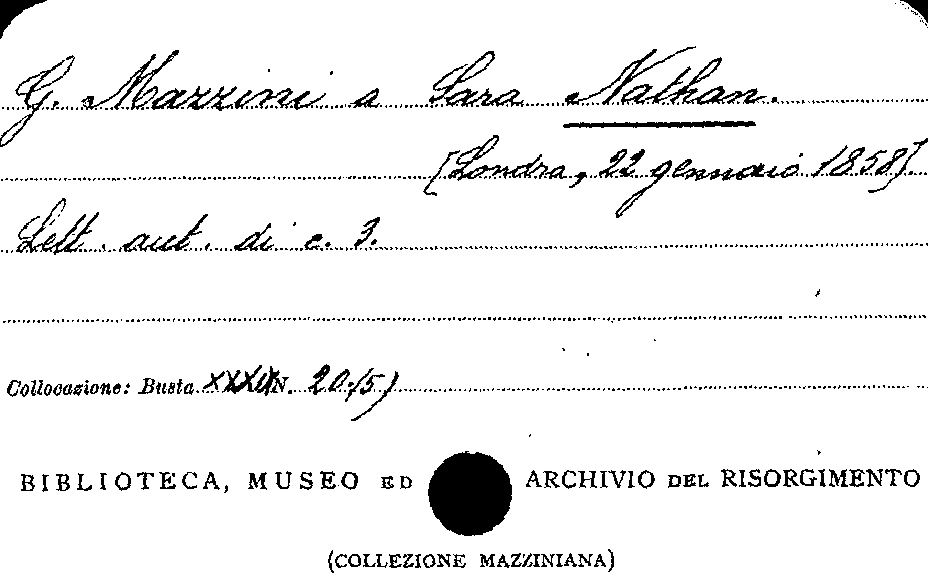 G. Mazzini a Sara Nathan.
[Londra, 22 gennaio 1858].
Lett. aut. di c. 3.
Collocazione: Busta N. 20(5)
BIBLIOTECA, MUSEO ED ARCHIVIO DEL RISORGIMENTO
(COLLEZIONE MAZZINIANA)